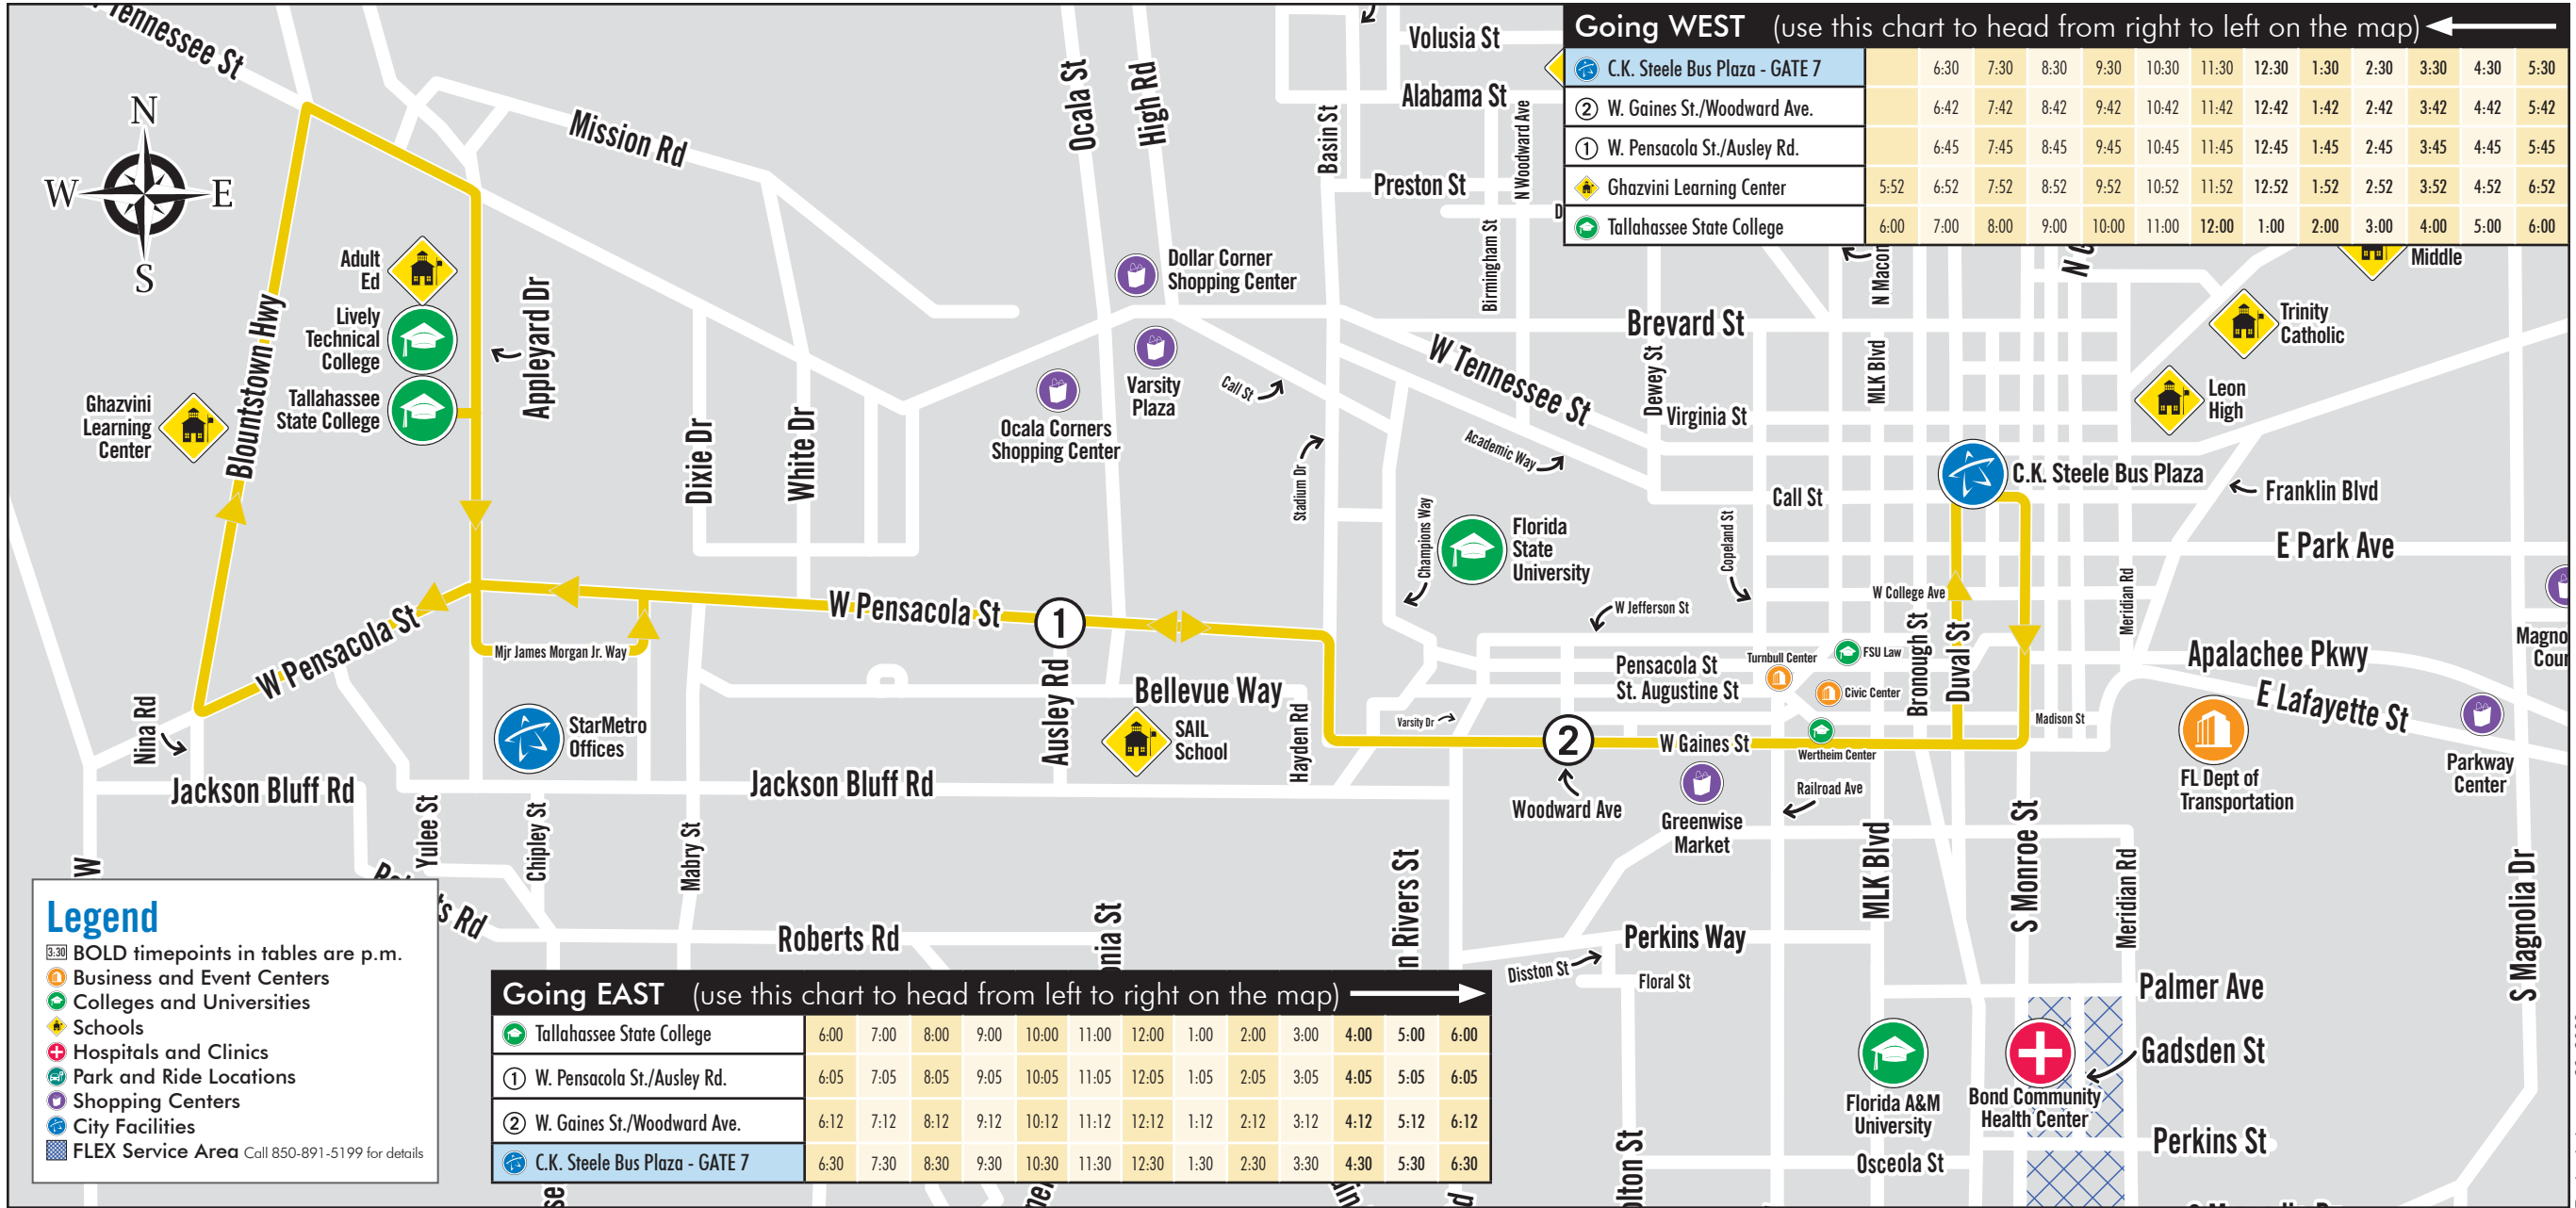 Tennessee St
N
W
E
S
Mission Rd
Ocala St
High Rd
Volusia St
Alabama St
Basin St
N Woodward Ave
Preston St
Birmingham St
Going WEST (use this chart to head from right to left on the map)
C.K. Steele Bus Plaza - GATE 7 6:30 7:30 8:30 9:30 10:30 11:30 12:30 1:30 2:30 3:30 4:30 5:30
2 W. Gaines St./Woodward Ave. 6:42 7:42 8:42 9:42 10:42 11:42 12:42 1:42 2:42 3:42 4:42 5:42
1 W. Pensacola St./Ausley Rd. 6:45 7:45 8:45 9:45 10:45 11:45 12:45 1:45 2:45 3:45 4:45 5:45
Ghazvini Learning Center 5:52 6:52 7:52 8:52 9:52 10:52 11:52 12:52 1:52 2:52 3:52 4:52 6:52
Tallahassee State College 6:00 7:00 8:00 9:00 10:00 11:00 12:00 1:00 2:00 3:00 4:00 5:00 6:00
Adult
Ed
Lively
Technical
College
Tallahassee
State College
Ghazvini
Learning
Center
Blountstown Hwy
Appleyard Dr
Dixie Dr
White Dr
Dollar Corner
Shopping Center
Varsity
Plaza
Ocala Corners
Shopping Center
Call St
Stadium Dr
Champions Way
W Tennessee St
Academic Way
Brevard St
Dewey St
Virginia St
N Macon
MLK Blvd
Middle
Trinity
Catholic
Leon
High
C.K. Steele Bus Plaza
Franklin Blvd
Call St
Copeland St
Florida
State
University
E Park Ave
W College Ave
Meridian Rd
W Jefferson St
Bronough St
Duval St
Pensacola St
St. Augustine St
Turnbull Center
FSU Law
Civic Center
Wertheim Center
Madison St
Apalachee Pkwy
E Lafayette St
Magno
Cour
Parkway
Center
FL Dept of
Transportation
W Pensacola St
1
W Pensacola St
Mjr James Morgan Jr. Way
StarMetro
Offices
Nina Rd
Jackson Bluff Rd
Jackson Bluff Rd
Ausley Rd
Bellevue Way
SAIL
School
Hayden Rd
Varsity Dr
2
W Gaines St
Woodward Ave
Greenwise
Market
Railroad Ave
Yulee St
Chipley St
Mabry St
MLK Blvd
S Monroe St
Meridian Rd
S Magnolia Dr
W
ts Rd
Roberts Rd
onia St
n Rivers St
Perkins Way
Disston St
Floral St
Palmer Ave
Gadsden St
Florida A&M
University
Bond Community
Health Center
Perkins St
Osceola St
olton St
Legend
3:30 BOLD timepoints in tables are p.m.
Business and Event Centers
Colleges and Universities
Schools
Hospitals and Clinics
Park and Ride Locations
Shopping Centers
City Facilities
FLEX Service Area Call 850-891-5199 for details
Going EAST (use this chart to head from left to right on the map)
Tallahassee State College 6:00 7:00 8:00 9:00 10:00 11:00 12:00 1:00 2:00 3:00 4:00 5:00 6:00
1 W. Pensacola St./Ausley Rd. 6:05 7:05 8:05 9:05 10:05 11:05 12:05 1:05 2:05 3:05 4:05 5:05 6:05
2 W. Gaines St./Woodward Ave. 6:12 7:12 8:12 9:12 10:12 11:12 12:12 1:12 2:12 3:12 4:12 5:12 6:12
C.K. Steele Bus Plaza - GATE 7 6:30 7:30 8:30 9:30 10:30 11:30 12:30 1:30 2:30 3:30 4:30 5:30 6:30